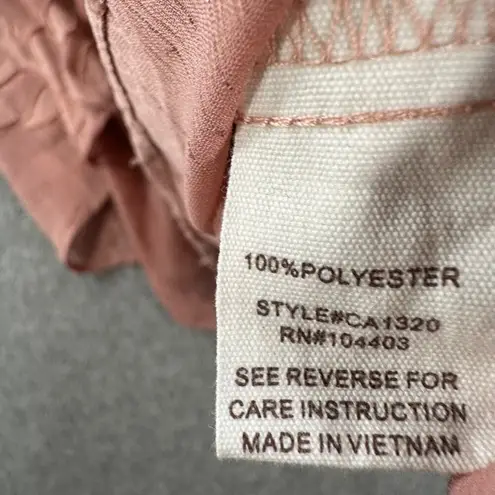 100%POLYESTER
STYLE#CA1320
RN#104403
SEE REVERSE FOR
CARE INSTRUCTION
MADE IN VIETNAM